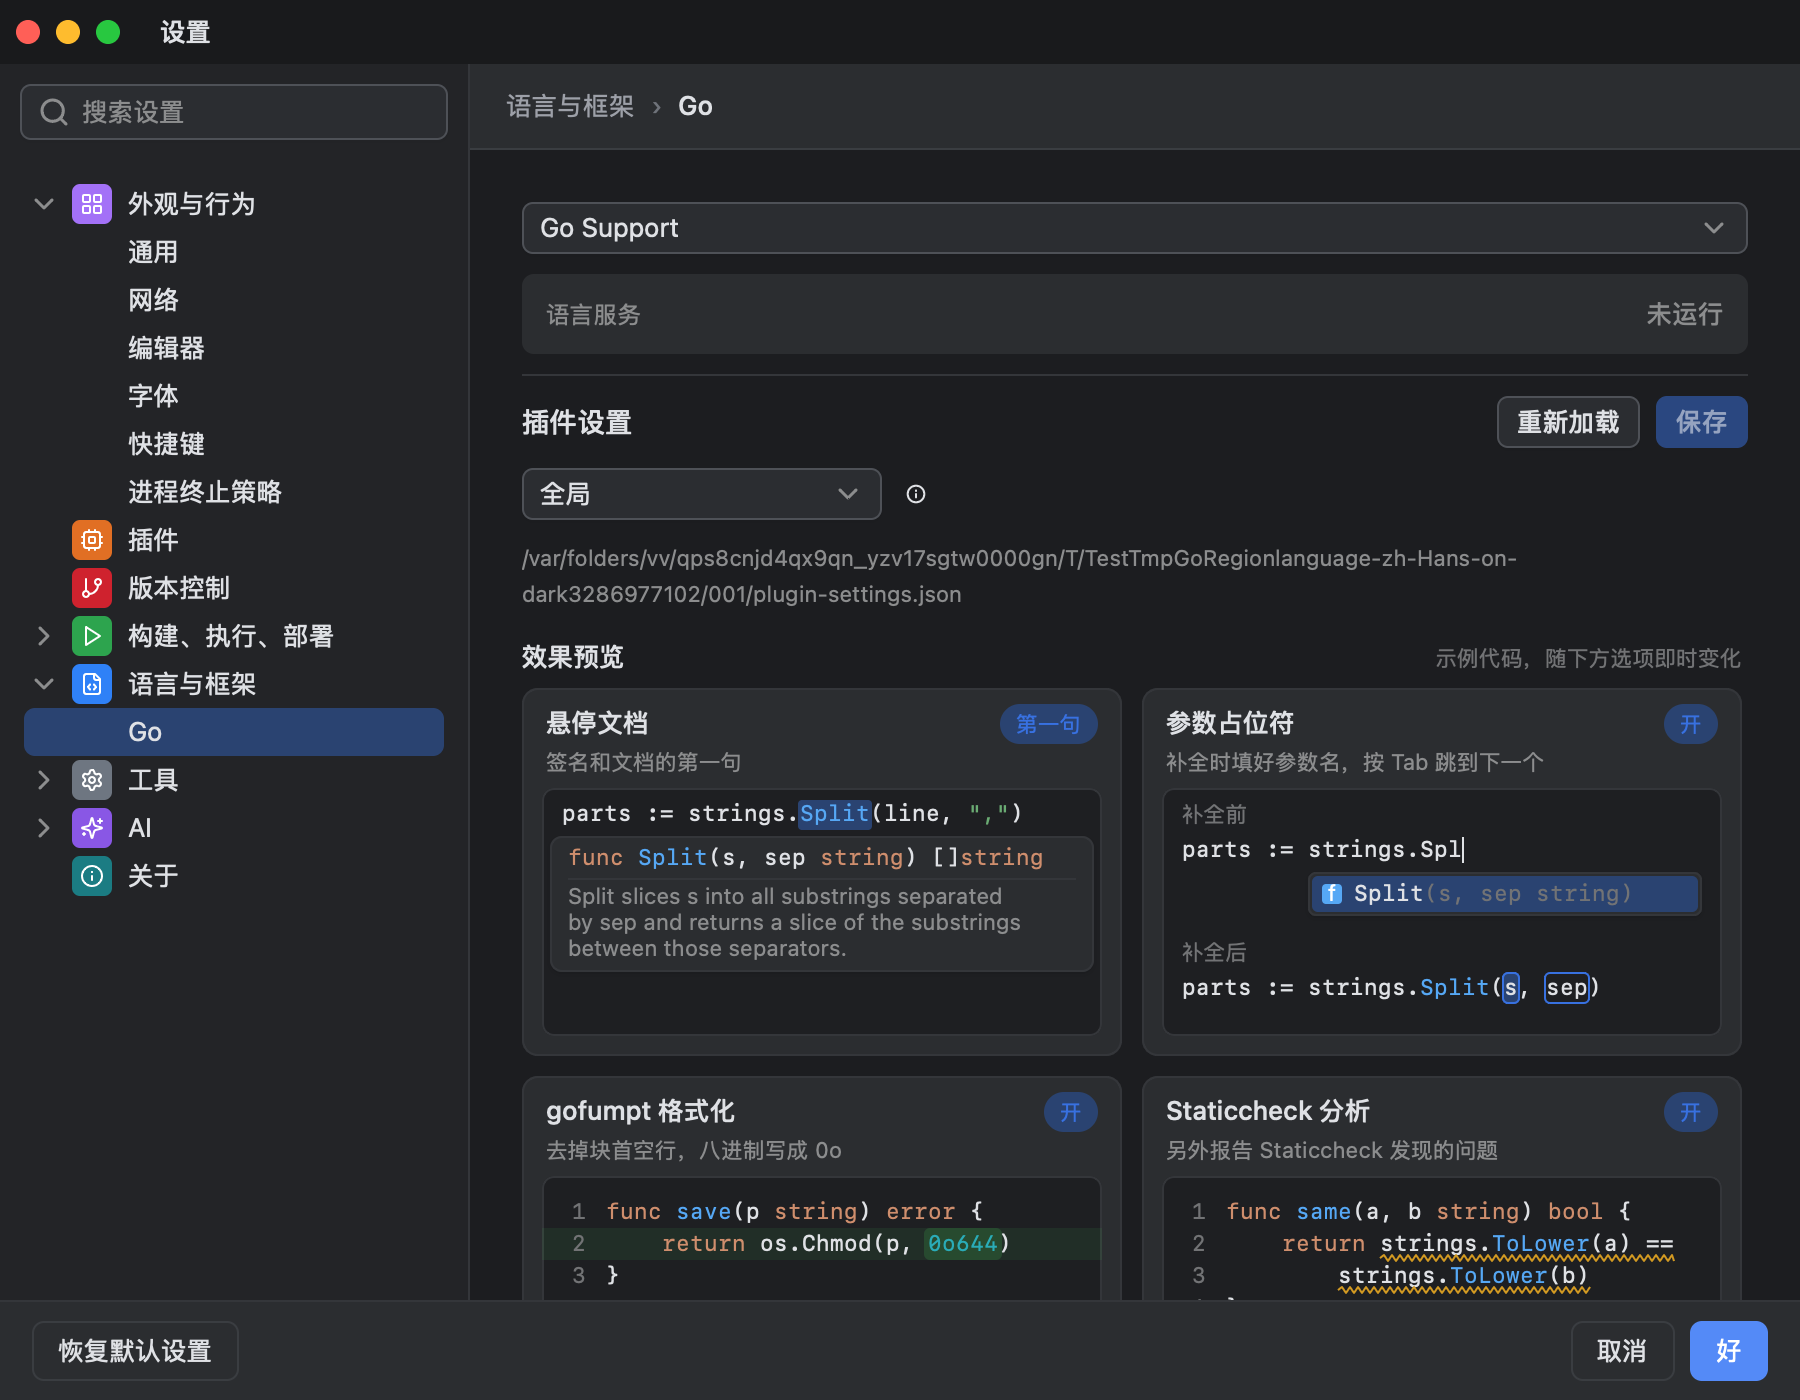 设置
搜索设置
外观与行为
通用
网络
编辑器
字体
快捷键
进程终止策略
插件
版本控制
构建、执行、部署
语言与框架
Go
工具
AI
关于
语言与框架 › Go
Go Support
语言服务
未运行
插件设置
重新加载
保存
全局
/var/folders/vv/qps8cnjd4qx9qn_yzv17sgtw0000gn/T/TestTmpGoRegionlanguage-zh-Hans-on-
dark3286977102/001/plugin-settings.json
效果预览
示例代码，随下方选项即时变化
悬停文档
第一句
签名和文档的第一句
parts := strings.Split(line, ",")
func Split(s, sep string) []string
Split slices s into all substrings separated
by sep and returns a slice of the substrings
between those separators.
参数占位符
开
补全时填好参数名，按 Tab 跳到下一个
补全前
parts := strings.Spl
f Split(s, sep string)
补全后
parts := strings.Split(s, sep)
gofumpt 格式化
开
去掉块首空行，八进制写成 0o
1 func save(p string) error {
2 return os.Chmod(p, 0o644)
3 }
Staticcheck 分析
开
另外报告 Staticcheck 发现的问题
1 func same(a, b string) bool {
2 return strings.ToLower(a) ==
3 strings.ToLower(b)
恢复默认设置
取消
好